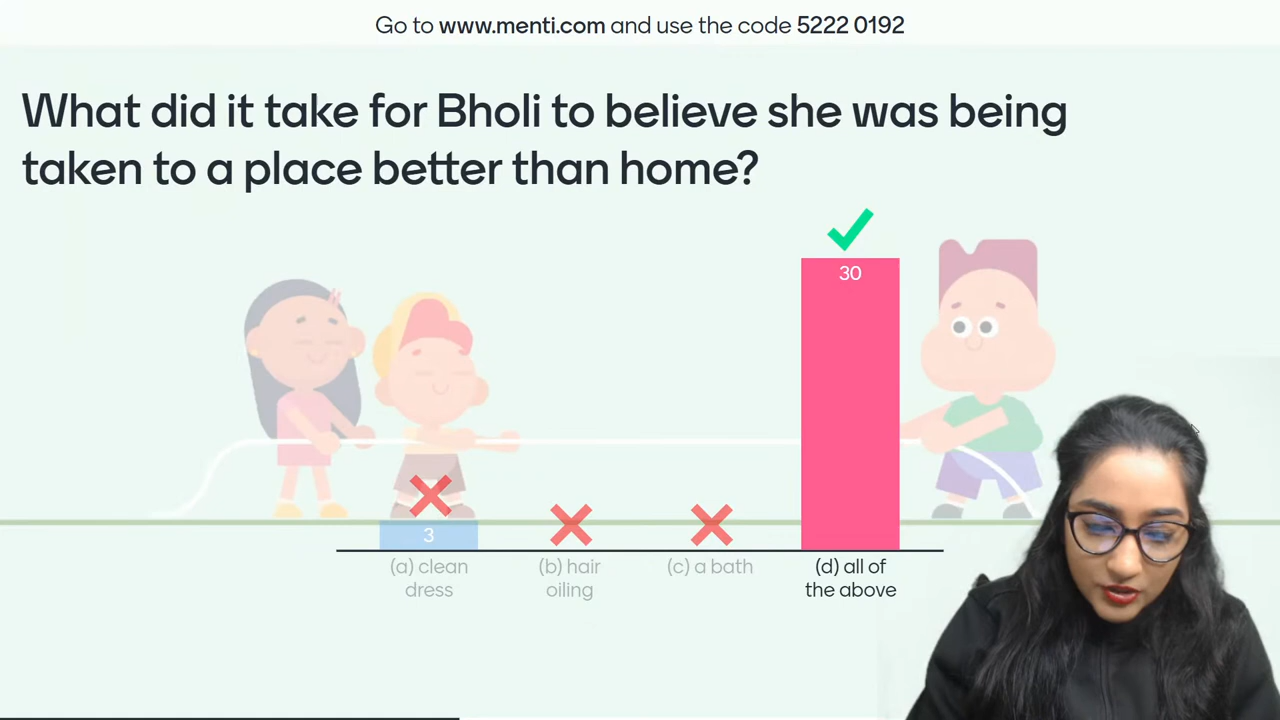 Go to www.menti.com and use the code 5222 0192
What did it take for Bholi to believe she was being
taken to a place better than home?
30
3
(a) clean
dress
(b) hair
oiling
(c) a bath
(d) all of
the above